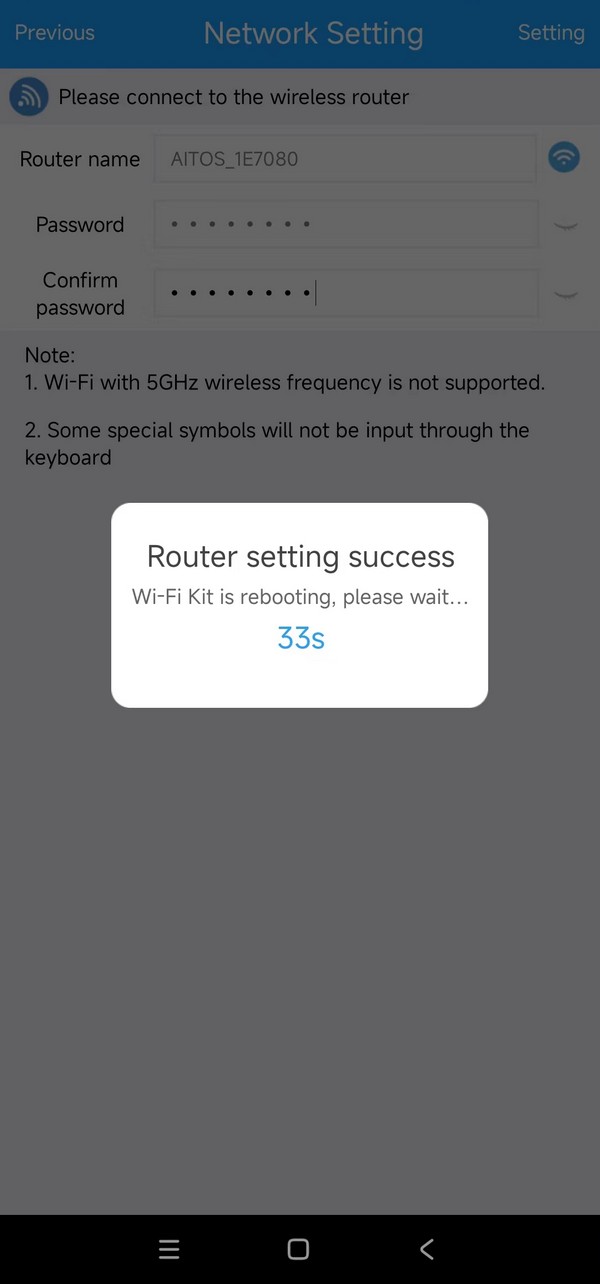 Previous Network Setting Setting
Please connect to the wireless router
Router name AITOS_1E7080
Password ••••••••
Confirm
password ••••••••
Note:
1. Wi-Fi with 5GHz wireless frequency is not supported.
2. Some special symbols will not be input through the
keyboard
Router setting success
Wi-Fi Kit is rebooting, please wait...
33s